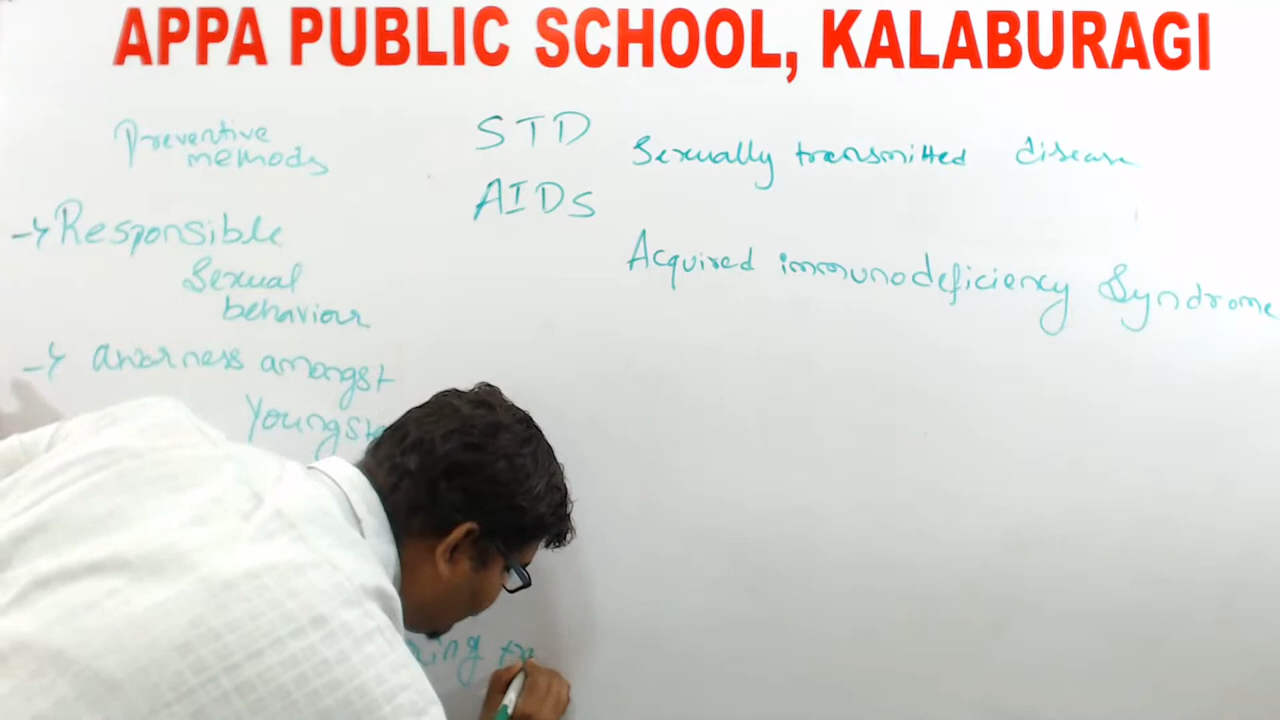 APPA PUBLIC SCHOOL, KALABURAGI
Preventive
methods
STD
Sexually transmitted disease
AIDS
Acquired immunodeficiency Syndrome
→ Responsible
Sexual
behaviour
→ awarness amongst